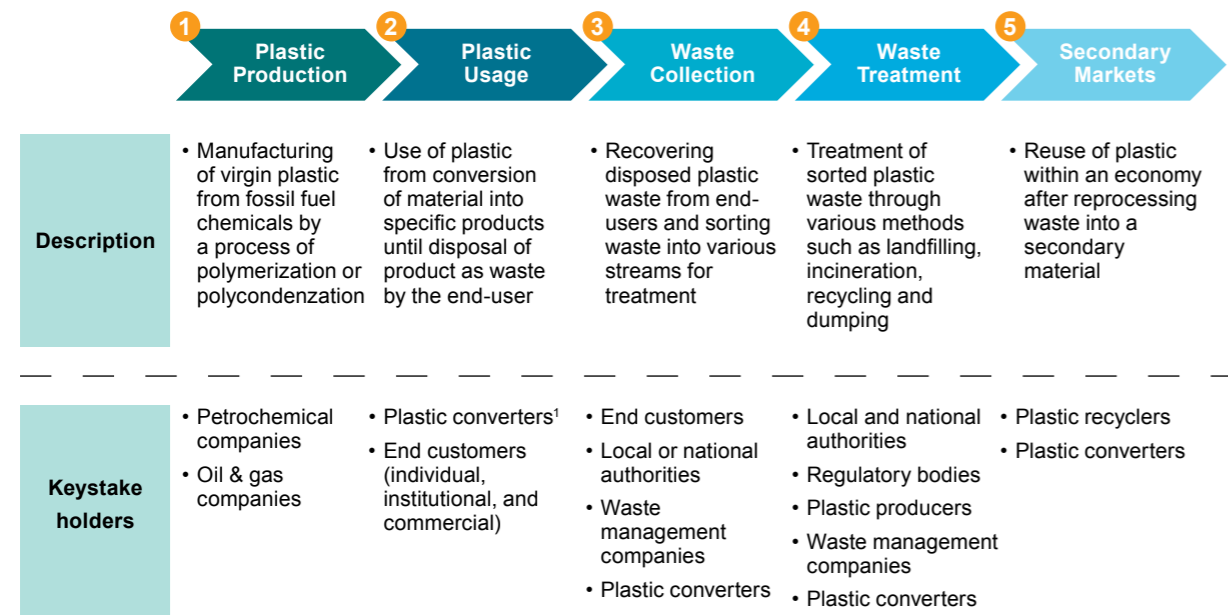 1
Plastic
Production
2
Plastic
Usage
3
Waste
Collection
4
Waste
Treatment
5
Secondary
Markets
Description
• Manufacturing
of virgin plastic
from fossil fuel
chemicals by
a process of
polymerization or
polycondenzation
• Use of plastic
from conversion
of material into
specific products
until disposal of
product as waste
by the end-user
• Recovering
disposed plastic
waste from end-
users and sorting
waste into various
streams for
treatment
• Treatment of
sorted plastic
waste through
various methods
such as landfilling,
incineration,
recycling and
dumping
• Reuse of plastic
within an economy
after reprocessing
waste into a
secondary
material
Keystake
holders
• Petrochemical
companies
• Oil & gas
companies
• Plastic converters¹
• End customers
(individual,
institutional, and
commercial)
• End customers
• Local or national
authorities
• Waste
management
companies
• Plastic converters
• Local and national
authorities
• Regulatory bodies
• Plastic producers
• Waste management
companies
• Plastic converters
• Plastic recyclers
• Plastic converters